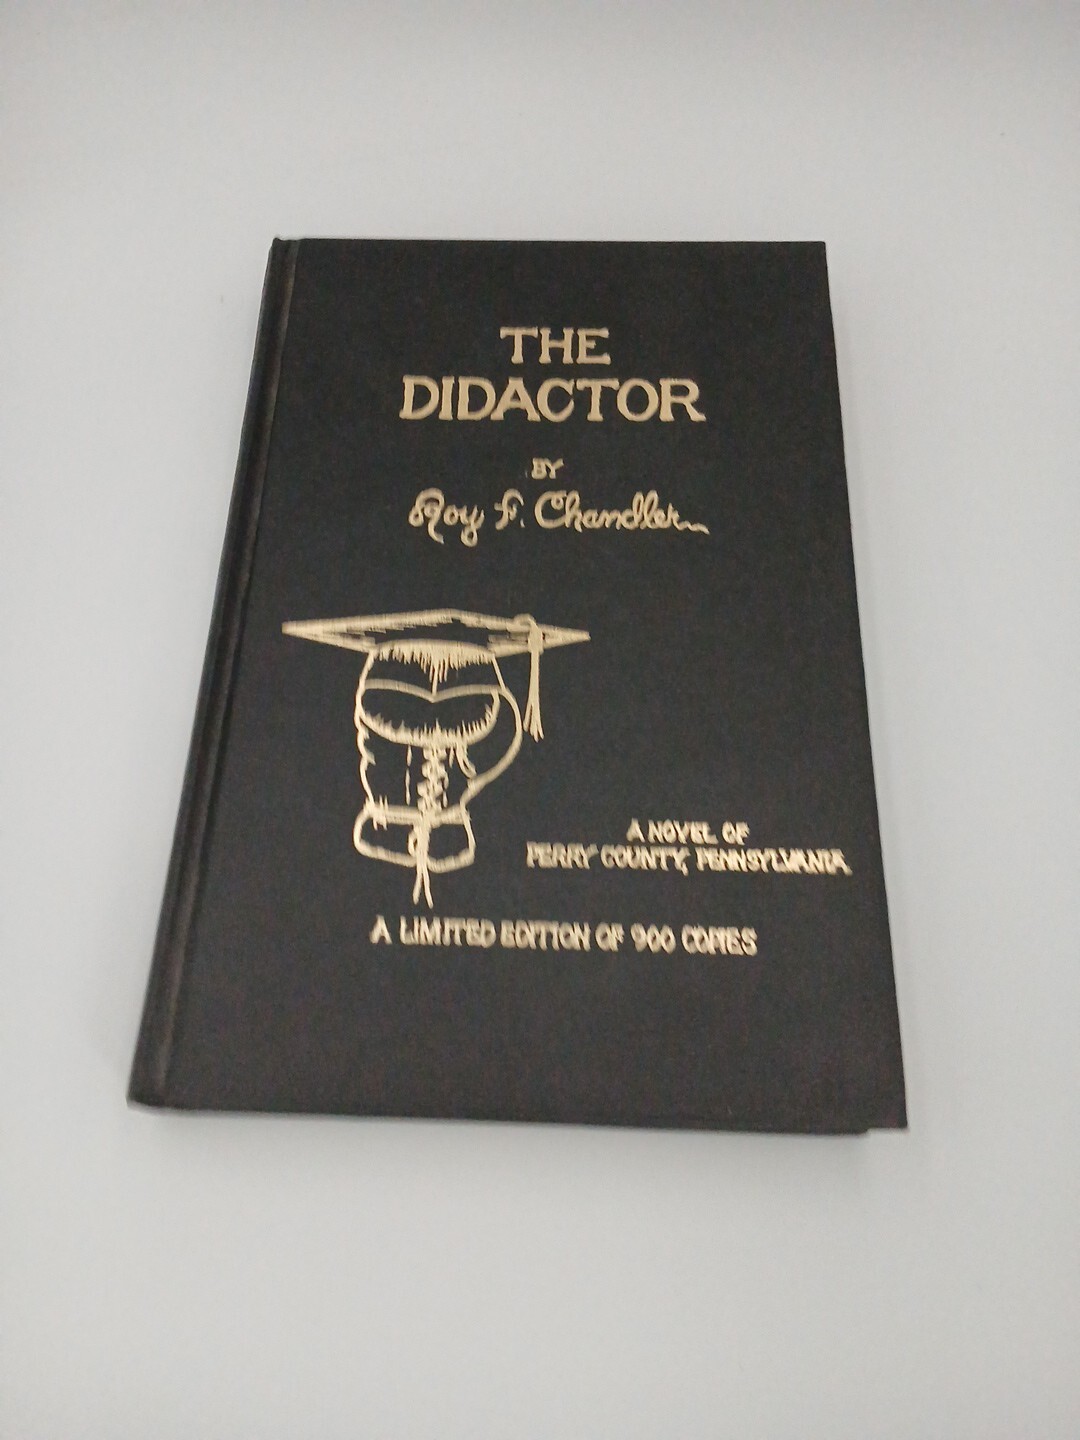 THE
DIDACTOR
BY
Roy F. Chandler
A NOVEL OF
PERRY COUNTY, PENNSYLVANIA
A LIMITED EDITION OF 900 COPIES